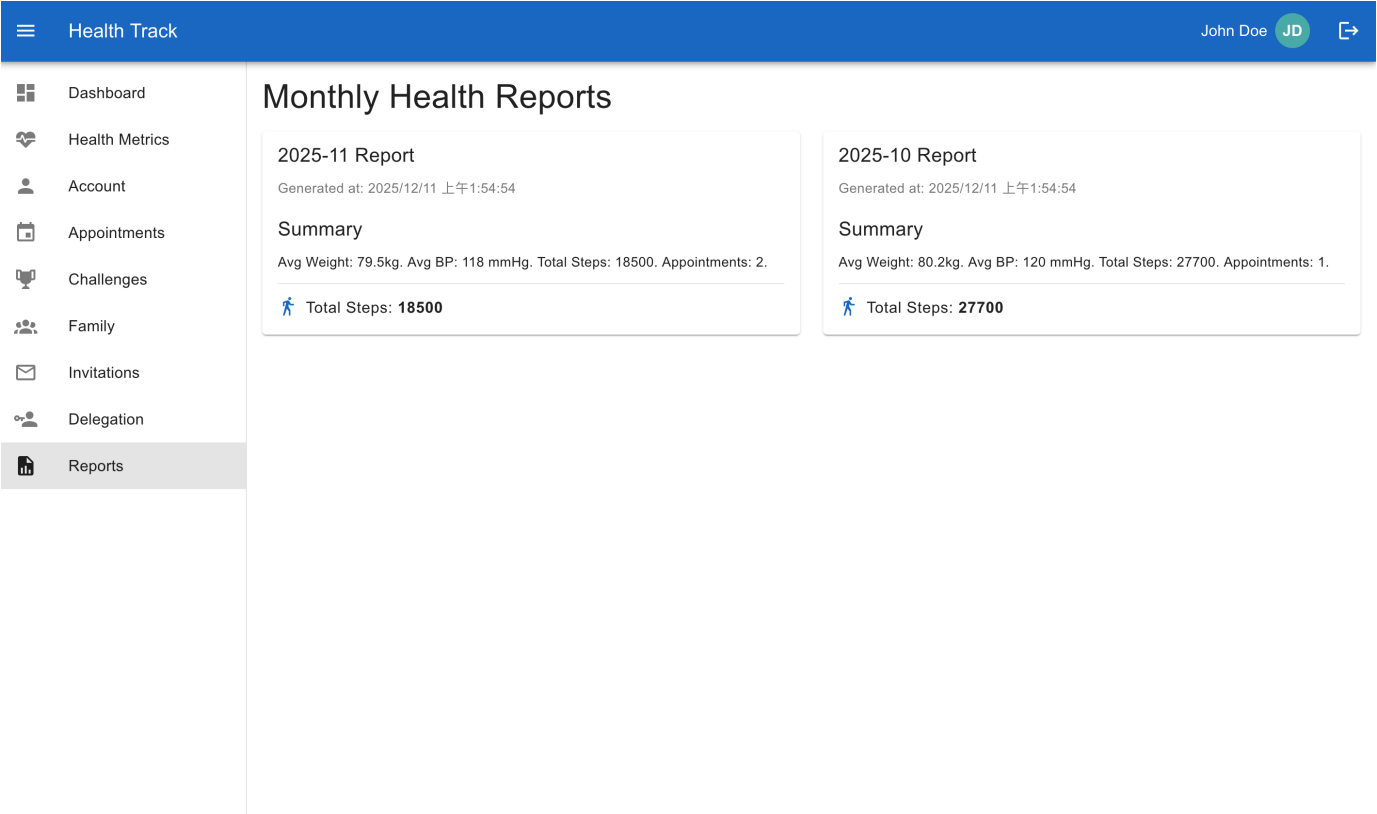 Health Track
John Doe JD
Dashboard
Health Metrics
Account
Appointments
Challenges
Family
Invitations
Delegation
Reports
Monthly Health Reports
2025-11 Report
Generated at: 2025/12/11 上午1:54:54
Summary
Avg Weight: 79.5kg. Avg BP: 118 mmHg. Total Steps: 18500. Appointments: 2.
Total Steps: 18500
2025-10 Report
Generated at: 2025/12/11 上午1:54:54
Summary
Avg Weight: 80.2kg. Avg BP: 120 mmHg. Total Steps: 27700. Appointments: 1.
Total Steps: 27700